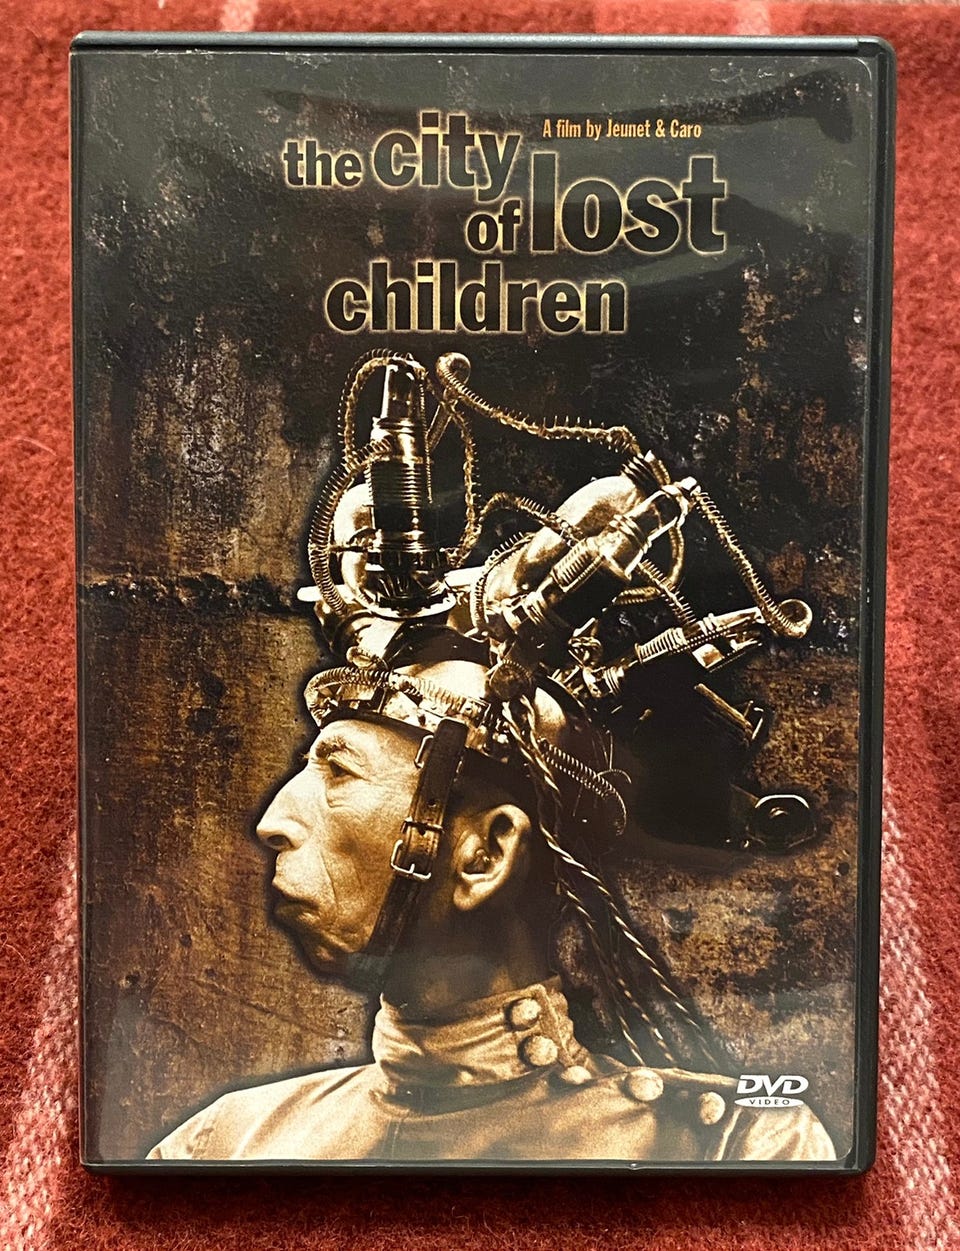 A film by Jeunet & Caro
the city
of lost
children
DVD
VIDEO